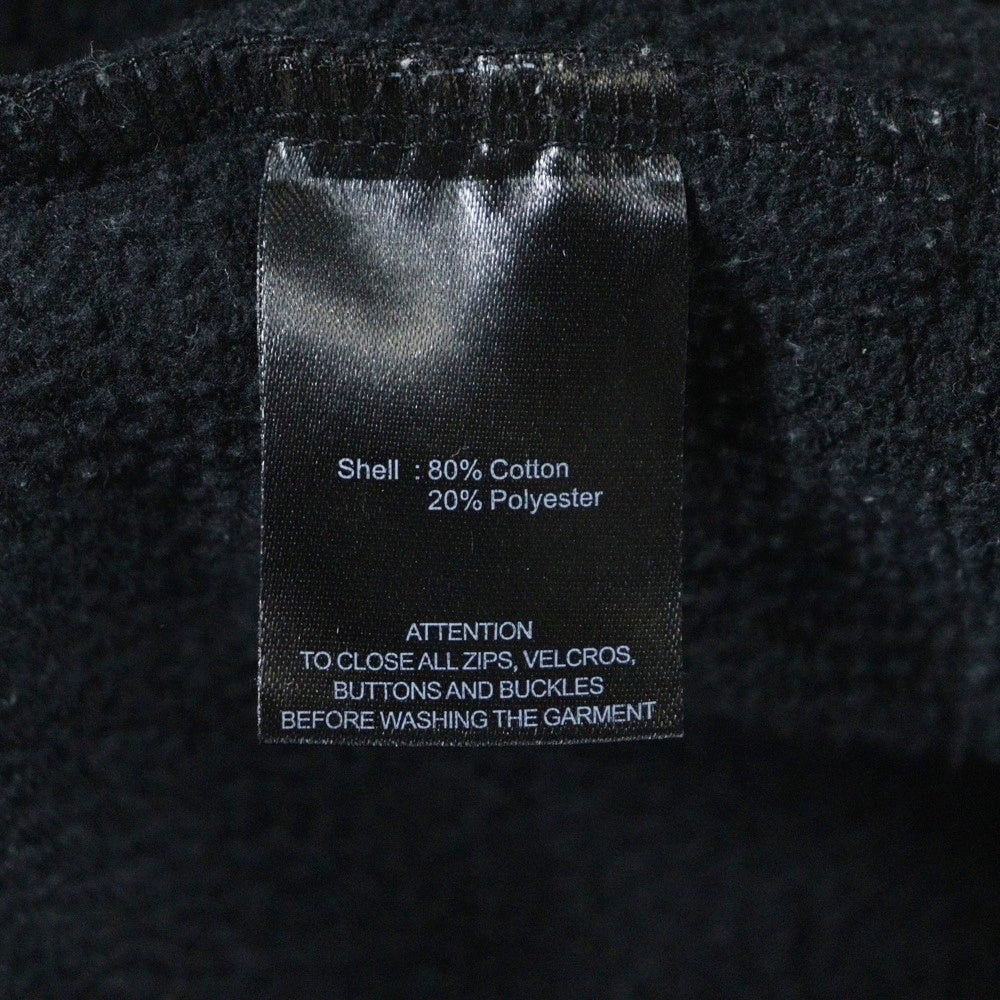 Shell : 80% Cotton
20% Polyester
ATTENTION
TO CLOSE ALL ZIPS, VELCROS,
BUTTONS AND BUCKLES
BEFORE WASHING THE GARMENT